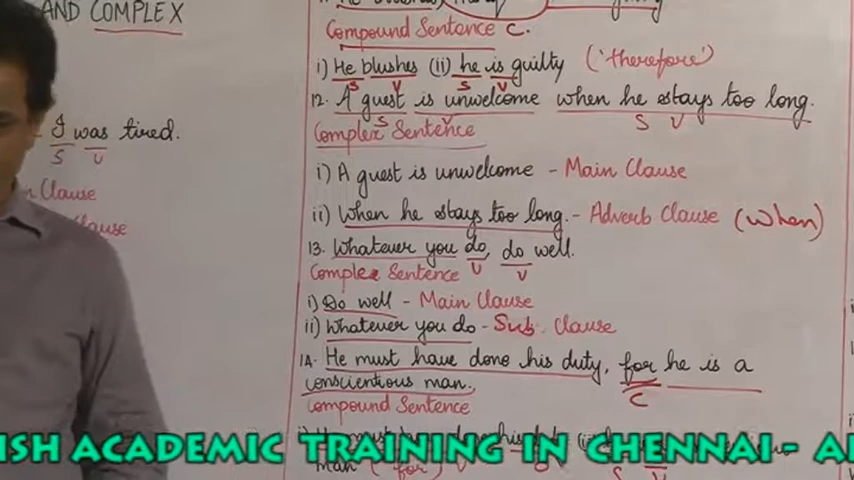 AND COMPLEX
Compound Sentence C.
i) He blushes (ii) he is guilty ('therefore')
S V S V
12. A guest is unwelcome when he stays too long.
S V S V
Complex Sentence
i) A guest is unwelcome - Main Clause
ii) When he stays too long. - Adverb Clause (when)
13. Whatever you do, do well.
V V
Complex Sentence
i) Do well - Main Clause
ii) Whatever you do - Sub. Clause
14. He must have done his duty, for he is a
C
conscientious man.
Compound Sentence
man (for) V S V
I was tired.
S V
Clause
Clause
ISH ACADEMIC TRAINING IN CHENNAI -